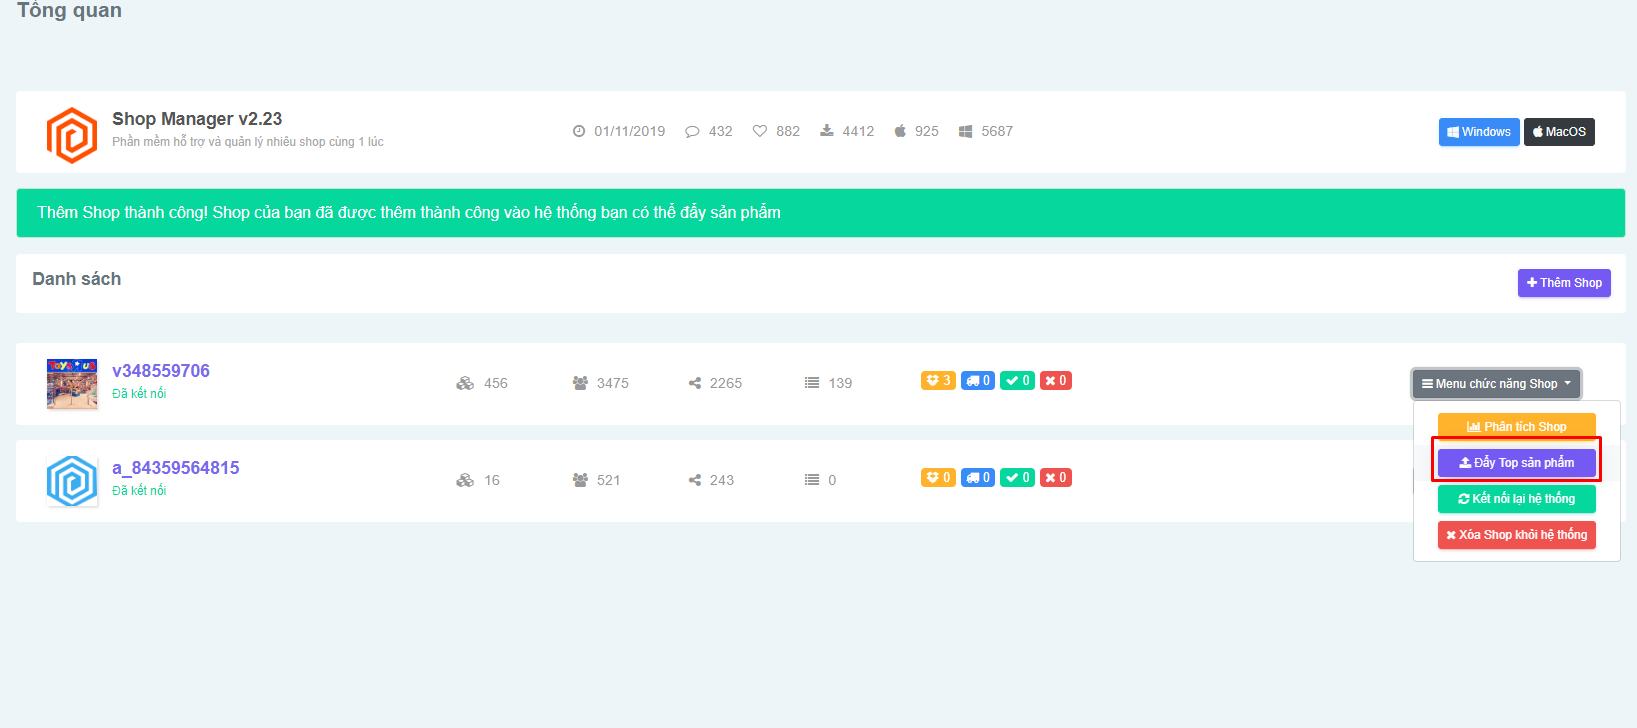 Tổng quan
Shop Manager v2.23
Phần mềm hỗ trợ và quản lý nhiều shop cùng 1 lúc
01/11/2019 432 882 4412 925 5687
Windows MacOS
Thêm Shop thành công! Shop của bạn đã được thêm thành công vào hệ thống bạn có thể đẩy sản phẩm
Danh sách
Thêm Shop
v348559706
Đã kết nối
456 3475 2265 139 3 0 0 0
Menu chức năng Shop
Phân tích Shop
Đẩy Top sản phẩm
Kết nối lại hệ thống
Xóa Shop khỏi hệ thống
a_84359564815
Đã kết nối
16 521 243 0 0 0 0 0